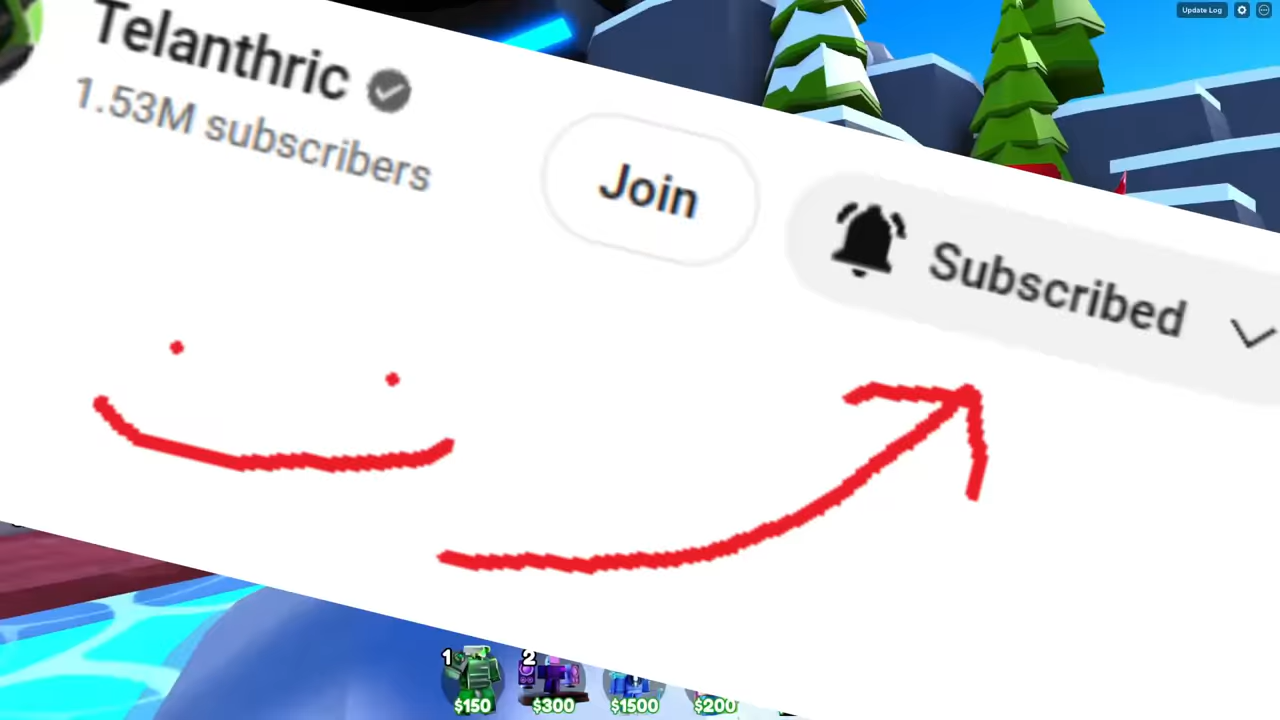 Update Log
Telanthric
1.53M subscribers
Join
Subscribed
1
2
$150
$300
$1500
$200